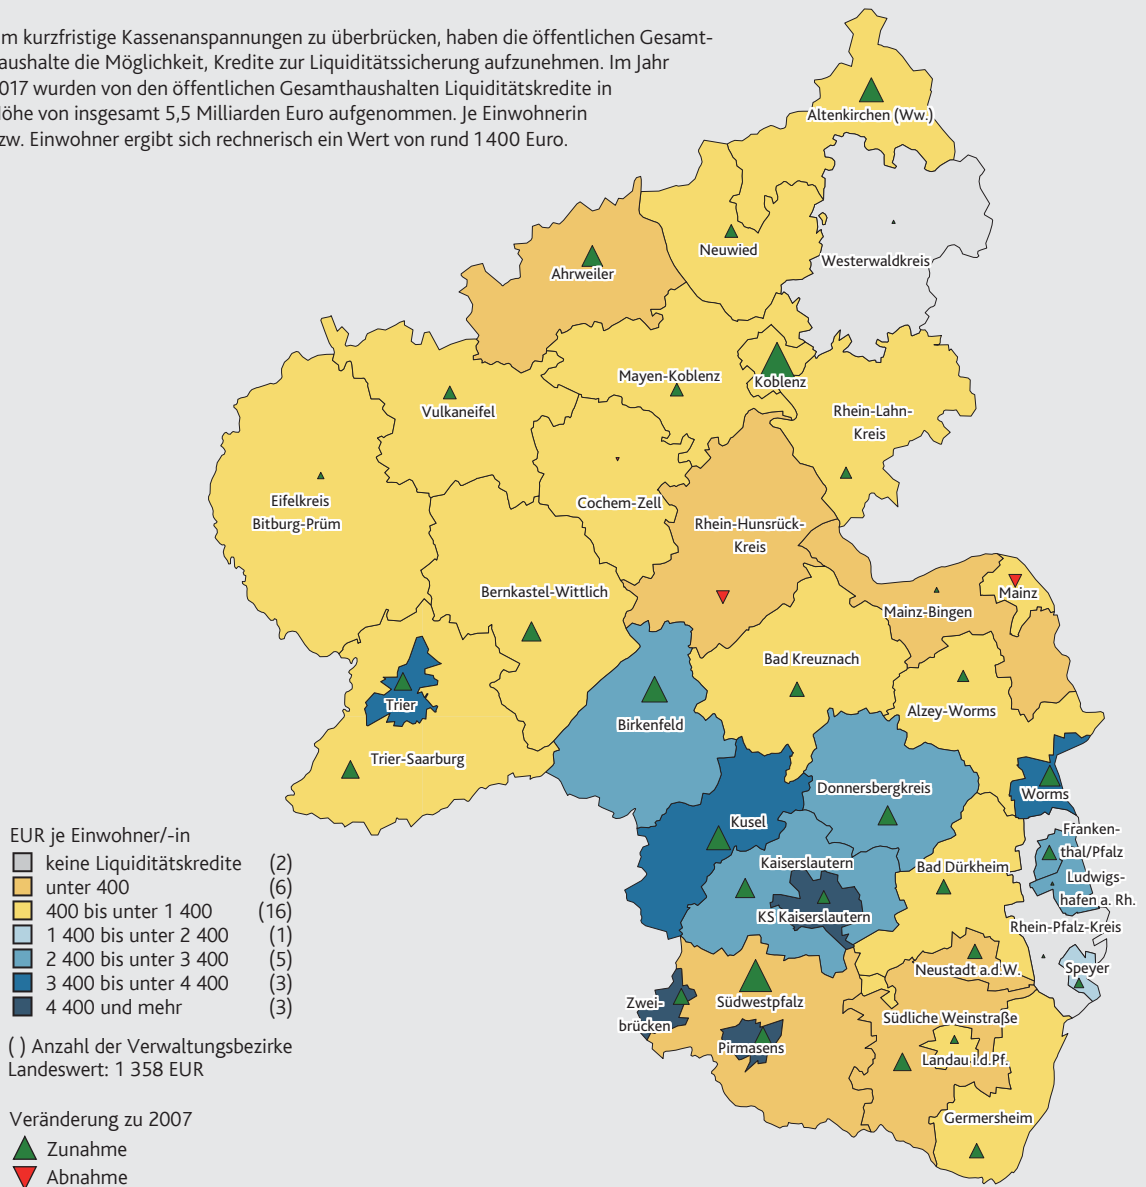 m kurzfristige Kassenanspannungen zu überbrücken, haben die öffentlichen Gesamt-
aushalte die Möglichkeit, Kredite zur Liquiditätssicherung aufzunehmen. Im Jahr
017 wurden von den öffentlichen Gesamthaushalten Liquiditätskredite in
öhe von insgesamt 5,5 Milliarden Euro aufgenommen. Je Einwohnerin
zw. Einwohner ergibt sich rechnerisch ein Wert von rund 1 400 Euro.
Altenkirchen (Ww.)
Neuwied
Westerwaldkreis
Ahrweiler
Mayen-Koblenz
Koblenz
Vulkaneifel
Rhein-Lahn-
Kreis
Eifelkreis
Bitburg-Prüm
Cochem-Zell
Rhein-Hunsrück-
Kreis
Bernkastel-Wittlich
Mainz
Mainz-Bingen
Bad Kreuznach
Trier
Alzey-Worms
Birkenfeld
Trier-Saarburg
Donnersbergkreis
Worms
Kusel
Franken-
thal/Pfalz
Kaiserslautern
Bad Dürkheim
Ludwigs-
hafen a. Rh.
KS Kaiserslautern
Rhein-Pfalz-Kreis
Neustadt a.d.W.
Speyer
Zwei-
brücken
Südwestpfalz
Südliche Weinstraße
Pirmasens
Landau i.d.Pf.
Germersheim
EUR je Einwohner/-in
keine Liquiditätskredite (2)
unter 400 (6)
400 bis unter 1 400 (16)
1 400 bis unter 2 400 (1)
2 400 bis unter 3 400 (5)
3 400 bis unter 4 400 (3)
4 400 und mehr (3)
( ) Anzahl der Verwaltungsbezirke
Landeswert: 1 358 EUR
Veränderung zu 2007
Zunahme
Abnahme